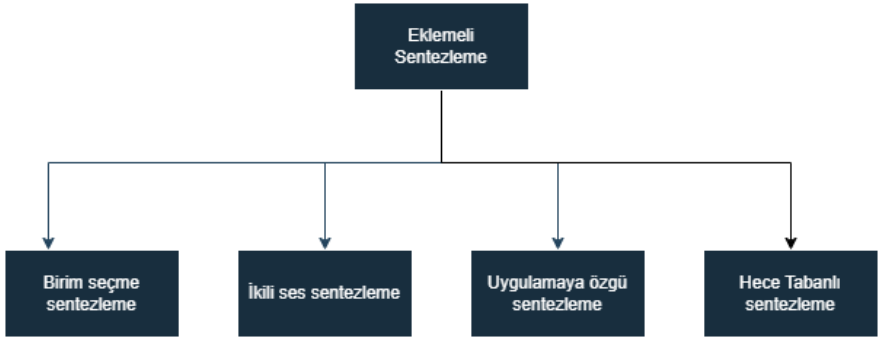 Eklemeli
Sentezleme
Birim seçme
sentezleme
İkili ses sentezleme
Uygulamaya özgü
sentezleme
Hece Tabanlı
sentezleme